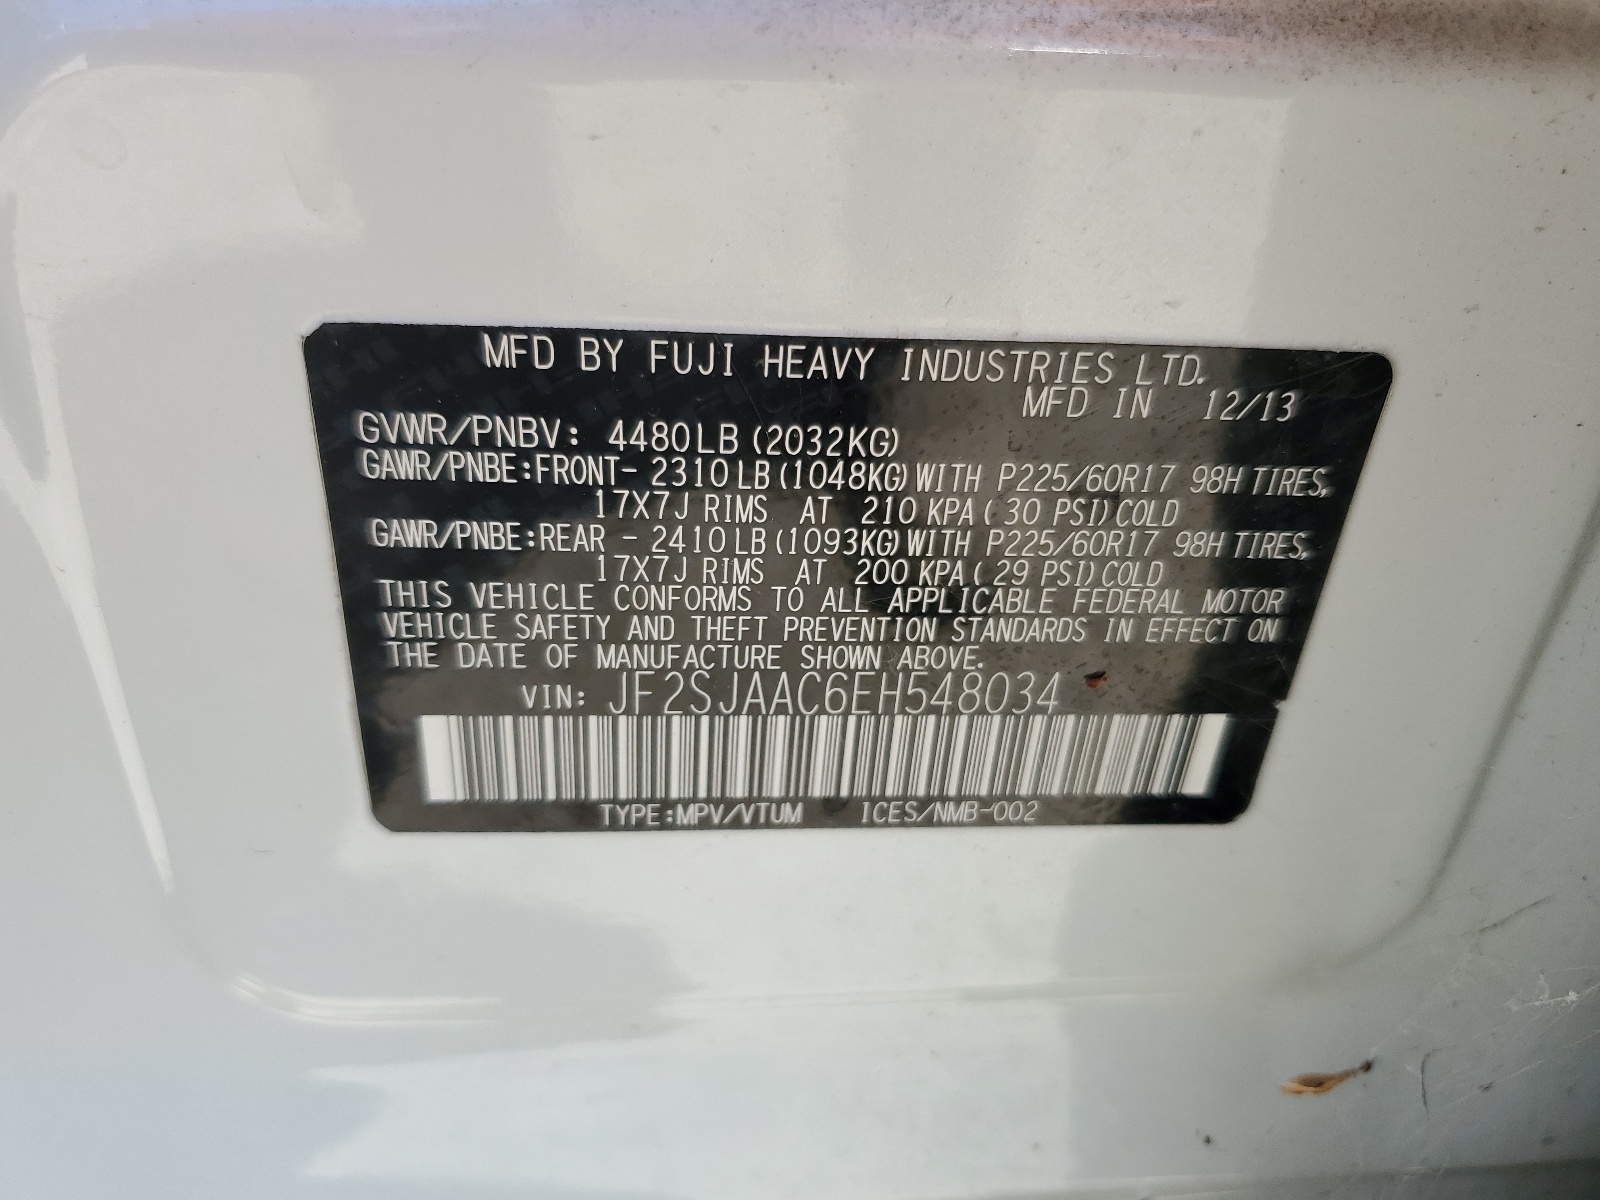 MFD BY FUJI HEAVY INDUSTRIES LTD.
MFD IN 12/13
GVWR/PNBV: 4480LB (2032KG)
GAWR/PNBE:FRONT- 2310LB (1048KG) WITH P225/60R17 98H TIRES,
17X7J RIMS AT 210 KPA (30 PSI) COLD
GAWR/PNBE:REAR - 2410LB (1093KG) WITH P225/60R17 98H TIRES,
17X7J RIMS AT 200 KPA (29 PSI) COLD
THIS VEHICLE CONFORMS TO ALL APPLICABLE FEDERAL MOTOR
VEHICLE SAFETY AND THEFT PREVENTION STANDARDS IN EFFECT ON
THE DATE OF MANUFACTURE SHOWN ABOVE.
VIN: JF2SJAAC6EH548034
TYPE:MPV/VTUM ICES/NMB-002